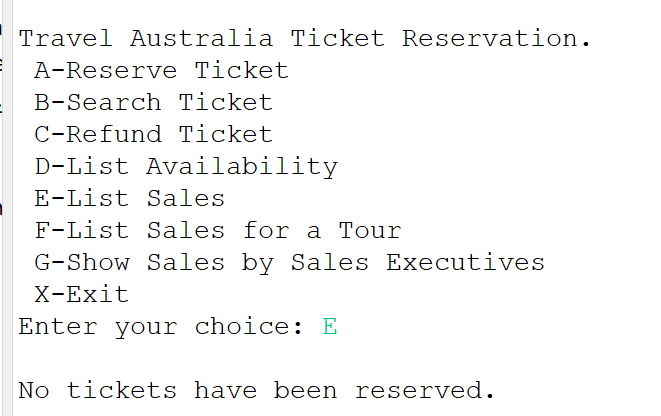 Travel Australia Ticket Reservation.
A-Reserve Ticket
B-Search Ticket
C-Refund Ticket
D-List Availability
E-List Sales
F-List Sales for a Tour
G-Show Sales by Sales Executives
X-Exit
Enter your choice: E
No tickets have been reserved.